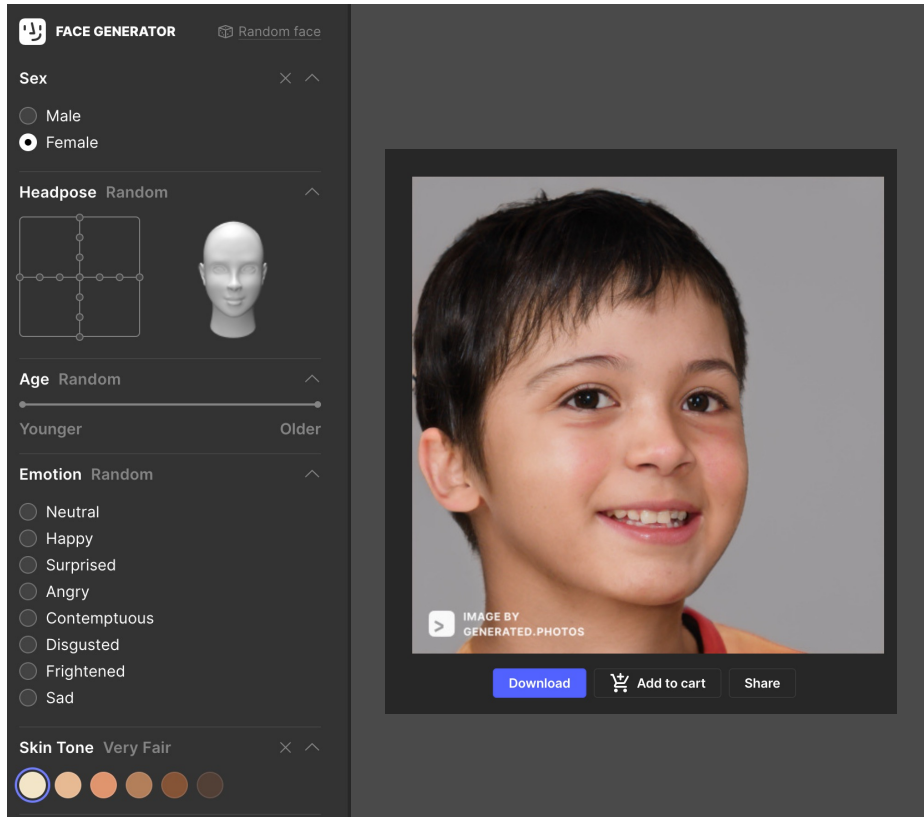 FACE GENERATOR
Random face
Sex
Male
Female
Headpose Random
Age Random
Younger
Older
Emotion Random
Neutral
Happy
Surprised
Angry
Contemptuous
Disgusted
Frightened
Sad
Skin Tone Very Fair
IMAGE BY
GENERATED.PHOTOS
Download
Add to cart
Share